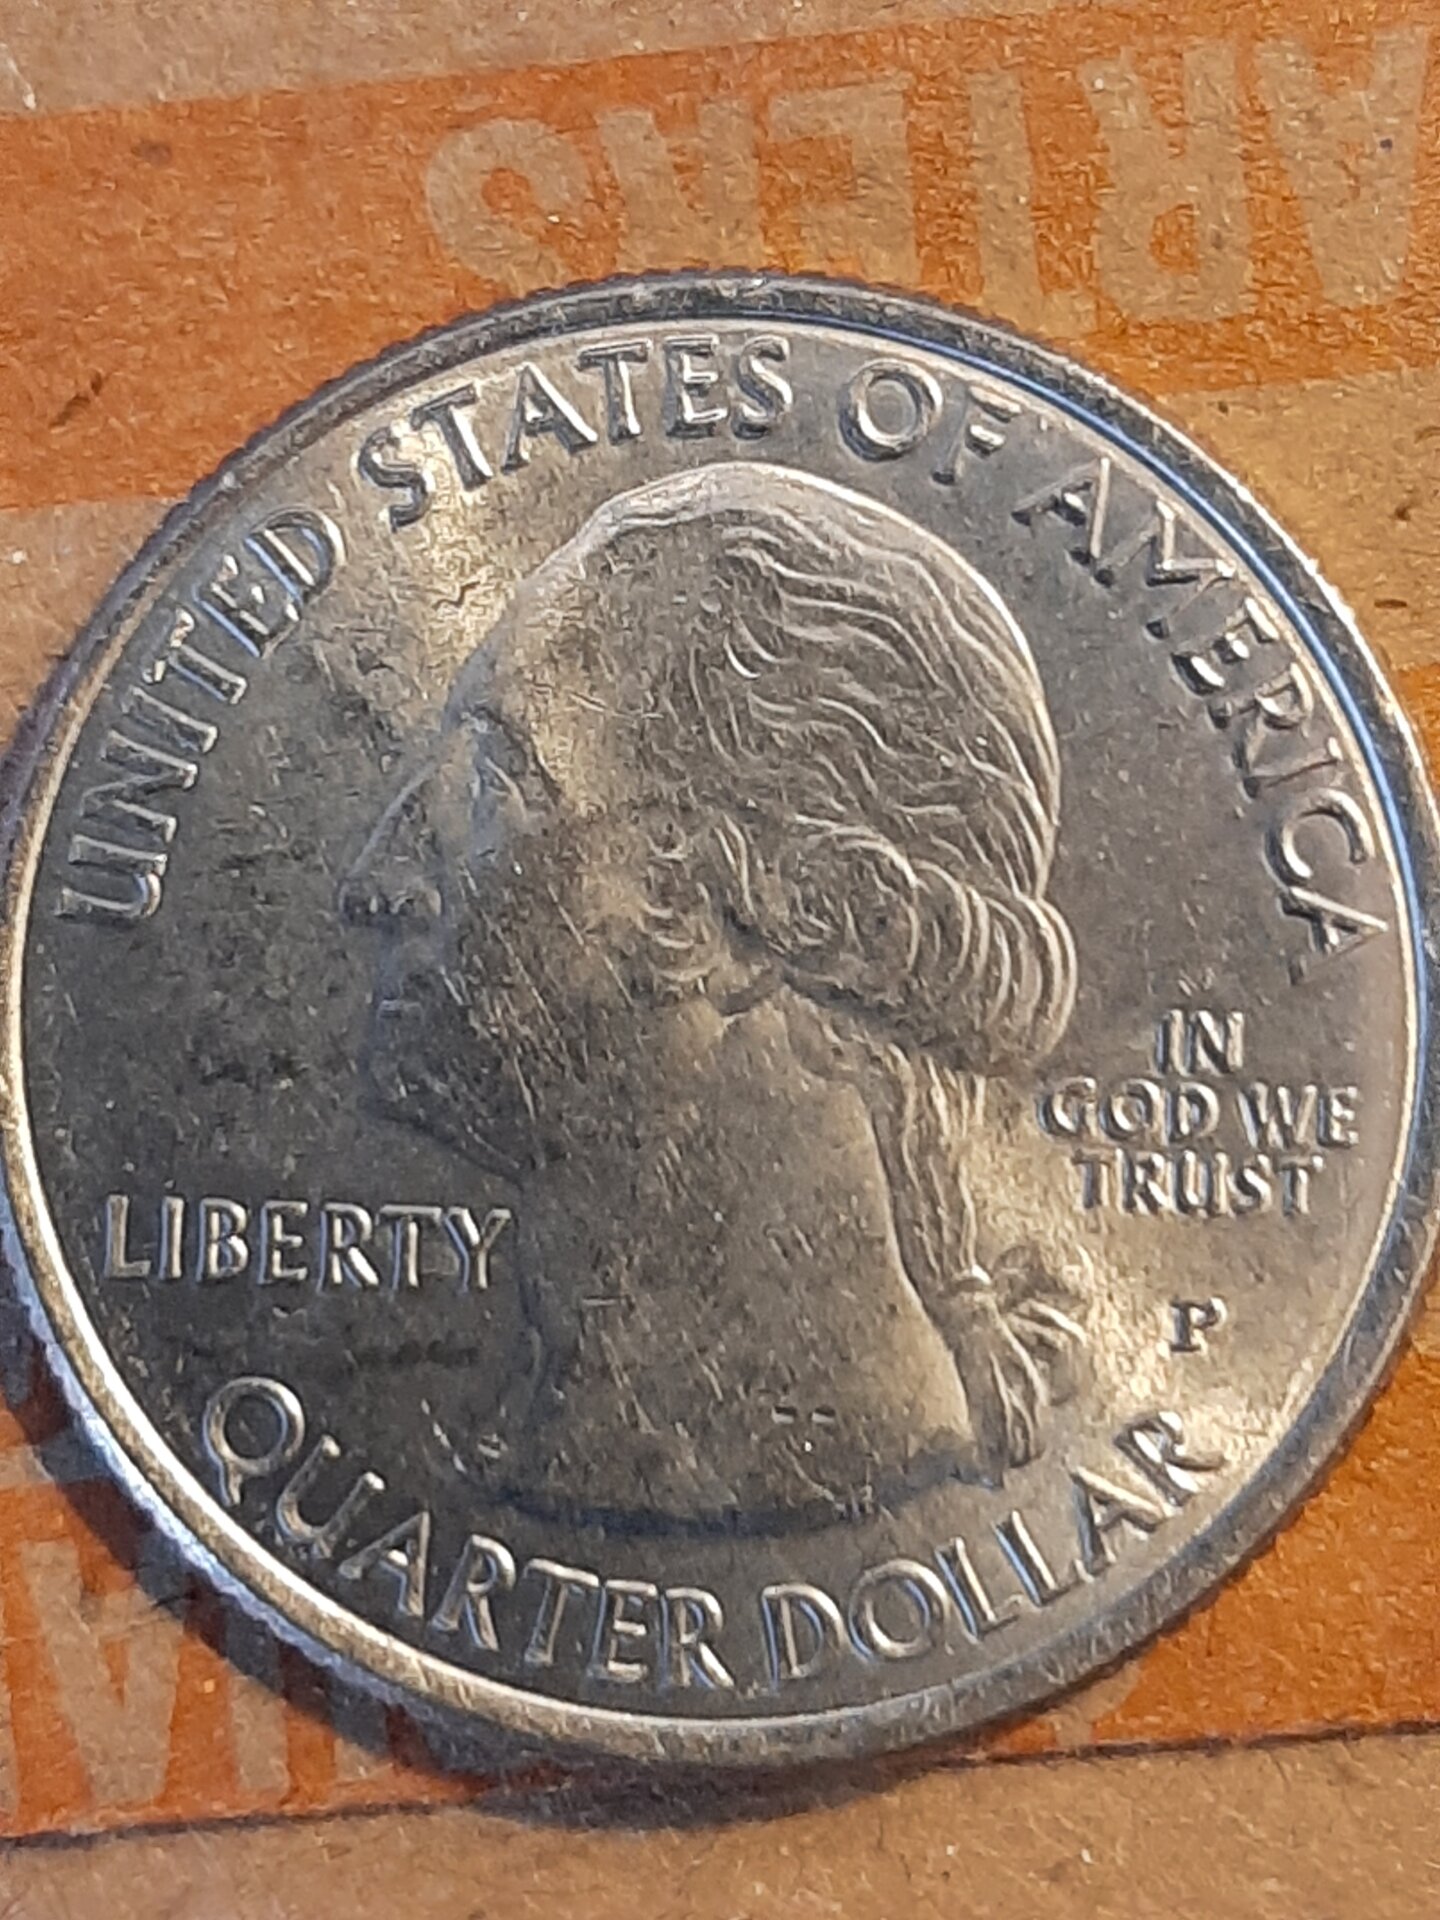 UNITED STATES OF AMERICA
IN
GOD WE
TRUST
LIBERTY
P
QUARTER DOLLAR